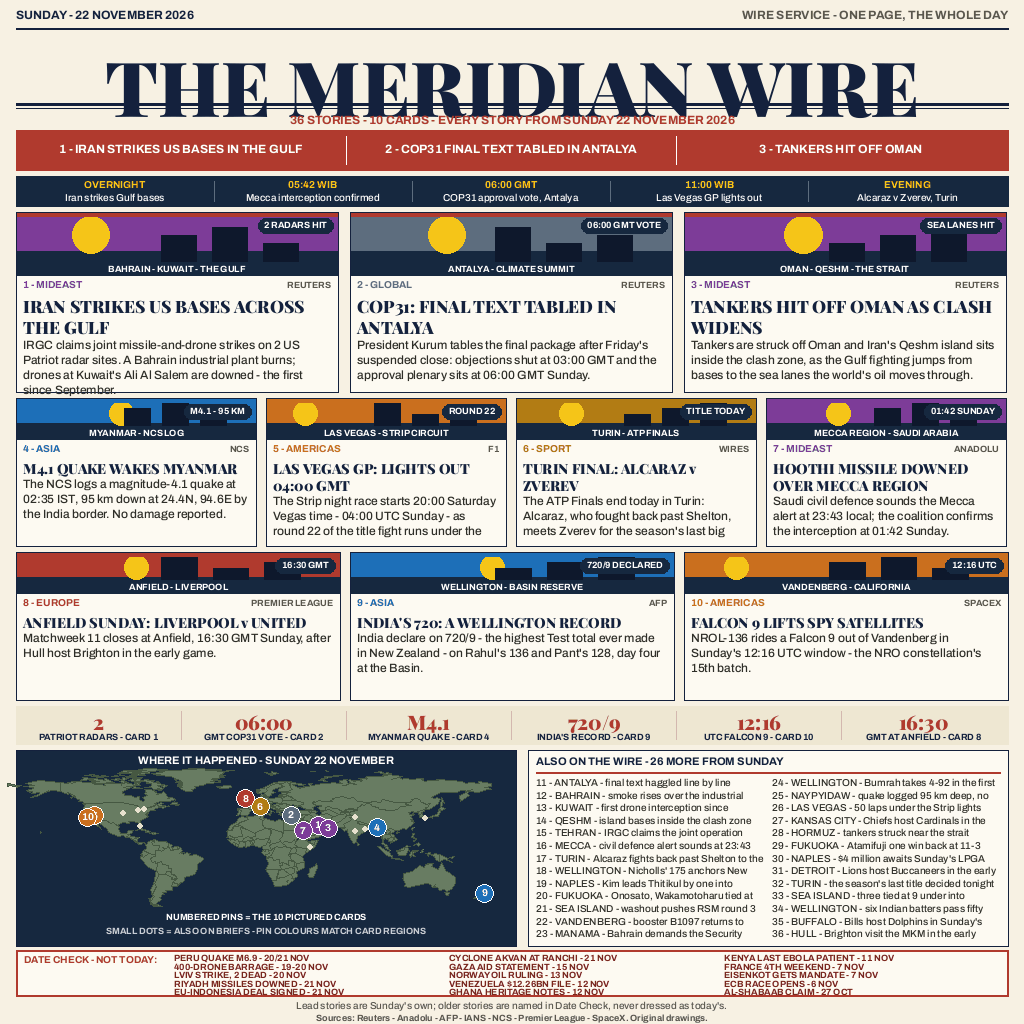 SUNDAY - 22 NOVEMBER 2026
WIRE SERVICE - ONE PAGE, THE WHOLE DAY
THE MERIDIAN WIRE
36 STORIES - 10 CARDS - EVERY STORY FROM SUNDAY 22 NOVEMBER 2026
1 - IRAN STRIKES US BASES IN THE GULF
2 - COP31 FINAL TEXT TABLED IN ANTALYA
3 - TANKERS HIT OFF OMAN
OVERNIGHT
Iran strikes Gulf bases
05:42 WIB
Mecca interception confirmed
06:00 GMT
COP31 approval vote, Antalya
11:00 WIB
Las Vegas GP lights out
EVENING
Alcaraz v Zverev, Turin
2 RADARS HIT
BAHRAIN - KUWAIT - THE GULF
1 - MIDEAST
REUTERS
IRAN STRIKES US BASES ACROSS
THE GULF
IRGC claims joint missile-and-drone strikes on 2 US
Patriot radar sites. A Bahrain industrial plant burns;
drones at Kuwait's Ali Al Salem are downed - the first
since September.
06:00 GMT VOTE
ANTALYA - CLIMATE SUMMIT
2 - GLOBAL
REUTERS
COP31: FINAL TEXT TABLED IN
ANTALYA
President Kurum tables the final package after Friday's
suspended close: objections shut at 03:00 GMT and the
approval plenary sits at 06:00 GMT Sunday.
SEA LANES HIT
OMAN - QESHM - THE STRAIT
3 - MIDEAST
REUTERS
TANKERS HIT OFF OMAN AS CLASH
WIDENS
Tankers are struck off Oman and Iran's Qeshm island sits
inside the clash zone, as the Gulf fighting jumps from
bases to the sea lanes the world's oil moves through.
M4.1 - 95 KM
MYANMAR - NCS LOG
4 - ASIA
NCS
M4.1 QUAKE WAKES MYANMAR
The NCS logs a magnitude-4.1 quake at
02:35 IST, 95 km down at 24.4N, 94.6E by
the India border. No damage reported.
ROUND 22
LAS VEGAS - STRIP CIRCUIT
5 - AMERICAS
F1
LAS VEGAS GP: LIGHTS OUT
04:00 GMT
The Strip night race starts 20:00 Saturday
Vegas time - 04:00 UTC Sunday - as
round 22 of the title fight runs under the
TITLE TODAY
TURIN - ATP FINALS
6 - SPORT
WIRES
TURIN FINAL: ALCARAZ v
ZVEREV
The ATP Finals end today in Turin:
Alcaraz, who fought back past Shelton,
meets Zverev for the season's last big
01:42 SUNDAY
MECCA REGION - SAUDI ARABIA
7 - MIDEAST
ANADOLU
HOOTHI MISSILE DOWNED
OVER MECCA REGION
Saudi civil defence sounds the Mecca
alert at 23:43 local; the coalition confirms
the interception at 01:42 Sunday.
16:30 GMT
ANFIELD - LIVERPOOL
8 - EUROPE
PREMIER LEAGUE
ANFIELD SUNDAY: LIVERPOOL v UNITED
Matchweek 11 closes at Anfield, 16:30 GMT Sunday, after
Hull host Brighton in the early game.
720/9 DECLARED
WELLINGTON - BASIN RESERVE
9 - ASIA
AFP
INDIA'S 720: A WELLINGTON RECORD
India declare on 720/9 - the highest Test total ever made
in New Zealand - on Rahul's 136 and Pant's 128, day four
at the Basin.
12:16 UTC
VANDENBERG - CALIFORNIA
10 - AMERICAS
SPACEX
FALCON 9 LIFTS SPY SATELLITES
NROL-136 rides a Falcon 9 out of Vandenberg in
Sunday's 12:16 UTC window - the NRO constellation's
15th batch.
2
PATRIOT RADARS - CARD 1
06:00
GMT COP31 VOTE - CARD 2
M4.1
MYANMAR QUAKE - CARD 4
720/9
INDIA'S RECORD - CARD 9
12:16
UTC FALCON 9 - CARD 10
16:30
GMT AT ANFIELD - CARD 8
WHERE IT HAPPENED - SUNDAY 22 NOVEMBER
8
6
10
2
7
1
3
4
9
NUMBERED PINS = THE 10 PICTURED CARDS
SMALL DOTS = ALSO ON BRIEFS - PIN COLOURS MATCH CARD REGIONS
ALSO ON THE WIRE - 26 MORE FROM SUNDAY
11 - ANTALYA - final text haggled line by line
12 - BAHRAIN - smoke rises over the industrial
13 - KUWAIT - first drone interception since
14 - QESHM - island bases inside the clash zone
15 - TEHRAN - IRGC claims the joint operation
16 - MECCA - civil defence alert sounds at 23:43
17 - TURIN - Alcaraz fights back past Shelton to the
18 - WELLINGTON - Nicholls' 175 anchors New
19 - NAPLES - Kim leads Thitikul by one into
20 - FUKUOKA - Onosato, Wakamotoharu tied at
21 - SEA ISLAND - washout pushes RSM round 3
22 - VANDENBERG - booster B1097 returns to
23 - MANAMA - Bahrain demands the Security
24 - WELLINGTON - Bumrah takes 4-92 in the first
25 - NAYPYIDAW - quake logged 95 km deep, no
26 - LAS VEGAS - 50 laps under the Strip lights
27 - KANSAS CITY - Chiefs host Cardinals in the
28 - HORMUZ - tankers struck near the strait
29 - FUKUOKA - Atamifuji one win back at 11-3
30 - NAPLES - $4 million awaits Sunday's LPGA
31 - DETROIT - Lions host Buccaneers in the early
32 - TURIN - the season's last title decided tonight
33 - SEA ISLAND - three tied at 9 under into
34 - WELLINGTON - six Indian batters pass fifty
35 - BUFFALO - Bills host Dolphins in Sunday's
36 - HULL - Brighton visit the MKM in the early
DATE CHECK - NOT TODAY:
PERU QUAKE M6.9 - 20/21 NOV
400-DRONE BARRAGE - 19-20 NOV
LVIV STRIKE, 2 DEAD - 20 NOV
RIYADH MISSILES DOWNED - 21 NOV
EU-INDONESIA DEAL SIGNED - 21 NOV
CYCLONE AKVAN AT RANCHI - 21 NOV
GAZA AID STATEMENT - 15 NOV
NORWAY OIL RULING - 13 NOV
VENEZUELA $12.26BN FILE - 12 NOV
GHANA HERITAGE NOTES - 12 NOV
KENYA LAST EBOLA PATIENT - 11 NOV
FRANCE 4TH WEEKEND - 7 NOV
EISENKOT GETS MANDATE - 7 NOV
ECB RACE OPENS - 6 NOV
AL-SHABAAB CLAIM - 27 OCT
Lead stories are Sunday's own; older stories are named in Date Check, never dressed as today's.
Sources: Reuters - Anadolu - AFP - IANS - NCS - Premier League - SpaceX. Original drawings.